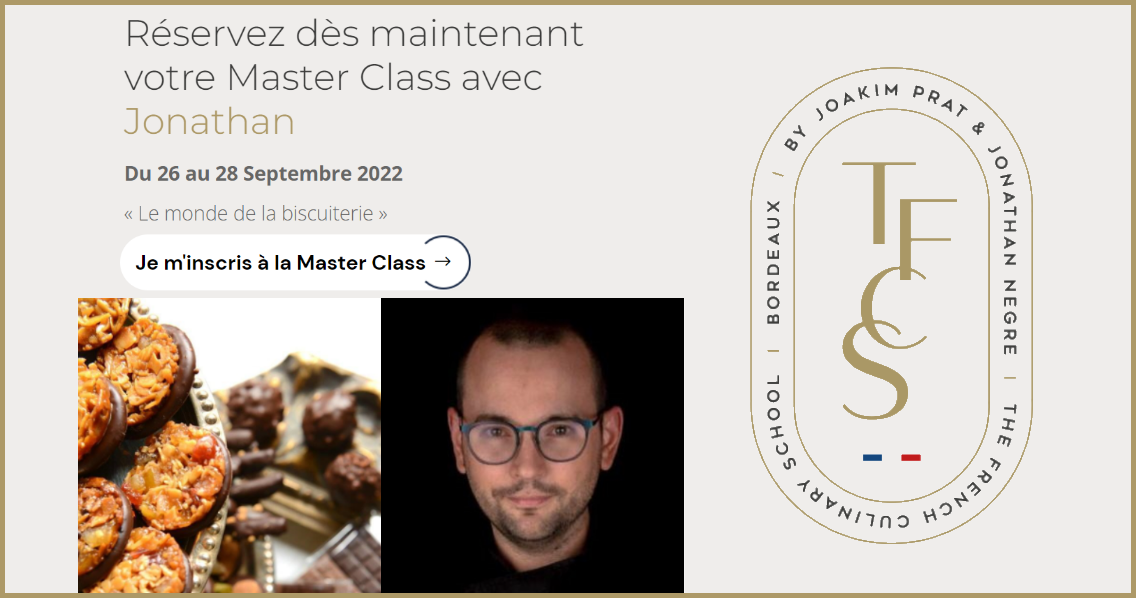 Réservez dès maintenant
votre Master Class avec
Jonathan
Du 26 au 28 Septembre 2022
« Le monde de la biscuiterie »
Je m'inscris à la Master Class →
BY JOAKIM PRAT & JONATHAN NEGRE | THE FRENCH CULINARY SCHOOL | BORDEAUX |
TFCS